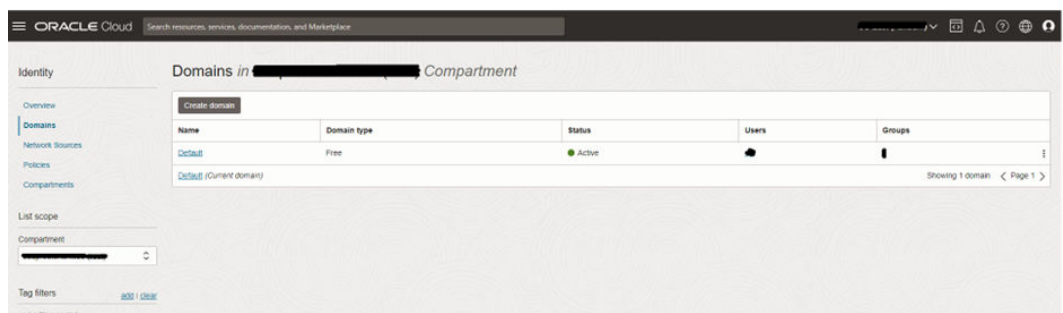 ORACLE Cloud
Search resources, services, documentation, and Marketplace
Identity
Overview
Domains
Network Sources
Policies
Compartments
List scope
Compartment
Tag filters add | clear
Domains in Compartment
Create domain
Name Domain type Status Users Groups
Default Free Active
Default (Current domain) Showing 1 domain < Page 1 >